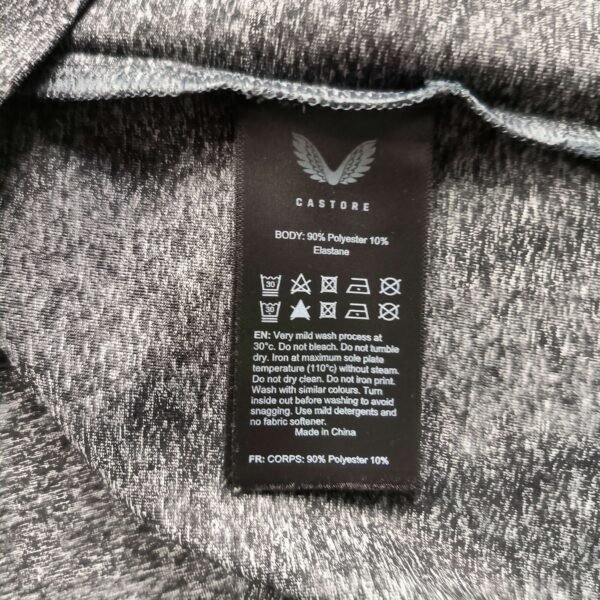 CASTORE
BODY: 90% Polyester 10%
Elastane
30
30
EN: Very mild wash process at
30°c. Do not bleach. Do not tumble
dry. Iron at maximum sole plate
temperature (110°c) without steam.
Do not dry clean. Do not iron print.
Wash with similar colours. Turn
inside out before washing to avoid
snagging. Use mild detergents and
no fabric softener.
Made in China
FR: CORPS: 90% Polyester 10%